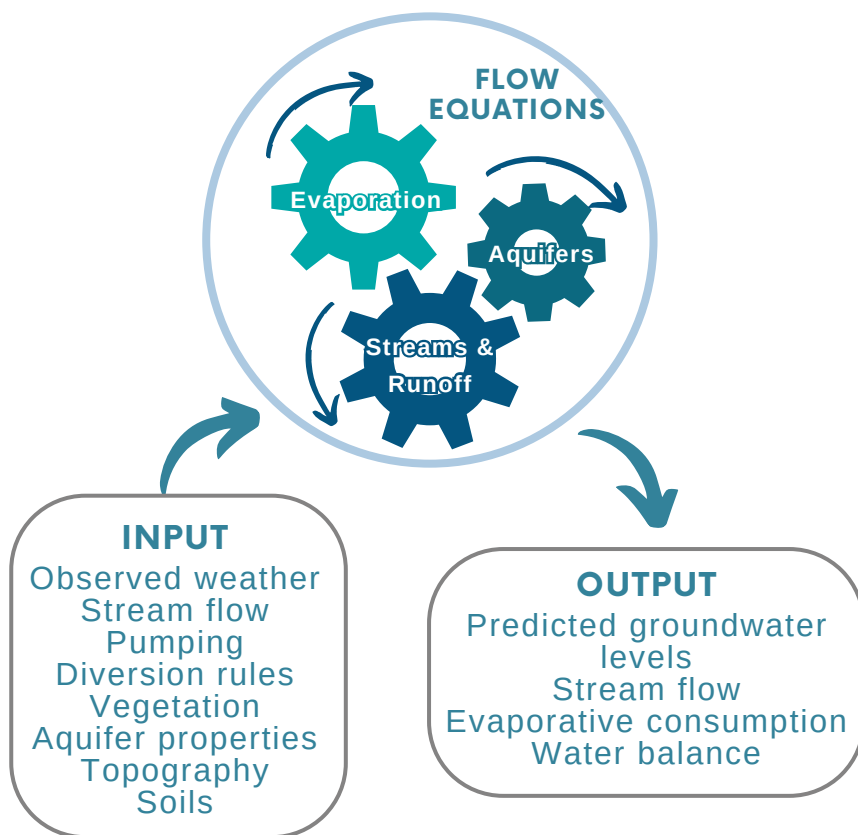 FLOW
EQUATIONS
Evaporation
Aquifers
Streams &
Runoff
INPUT
Observed weather
Stream flow
Pumping
Diversion rules
Vegetation
Aquifer properties
Topography
Soils
OUTPUT
Predicted groundwater
levels
Stream flow
Evaporative consumption
Water balance